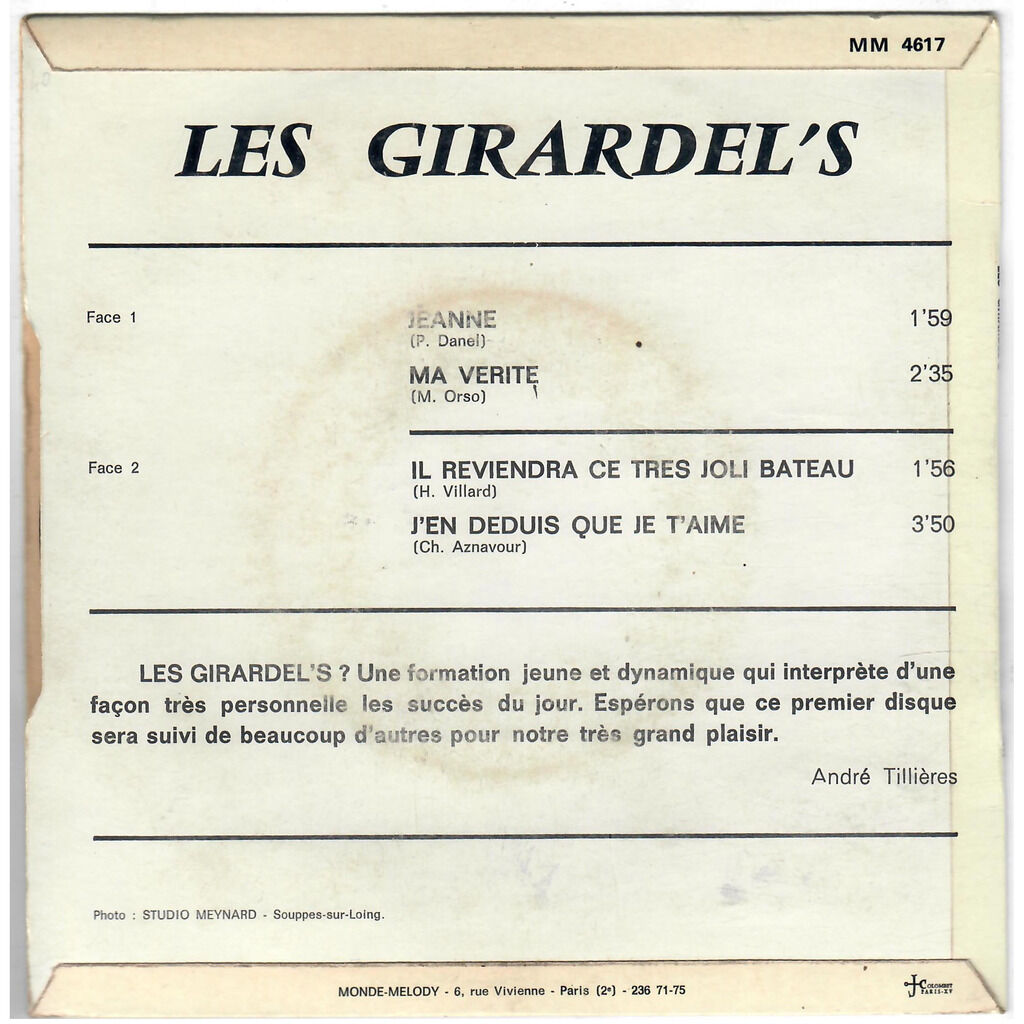 MM 4617
LES GIRARDEL'S
Face 1
JEANNE 1'59
(P. Danel)
MA VERITE 2'35
(M. Orso)
Face 2
IL REVIENDRA CE TRES JOLI BATEAU 1'56
(H. Villard)
J'EN DEDUIS QUE JE T'AIME 3'50
(Ch. Aznavour)
LES GIRARDEL'S ? Une formation jeune et dynamique qui interprète d'une
façon très personnelle les succès du jour. Espérons que ce premier disque
sera suivi de beaucoup d'autres pour notre très grand plaisir.
André Tillières
Photo : STUDIO MEYNARD - Souppes-sur-Loing.
MONDE-MELODY - 6, rue Vivienne - Paris (2e) - 236 71-75
J. COLOMBET
PARIS-XV